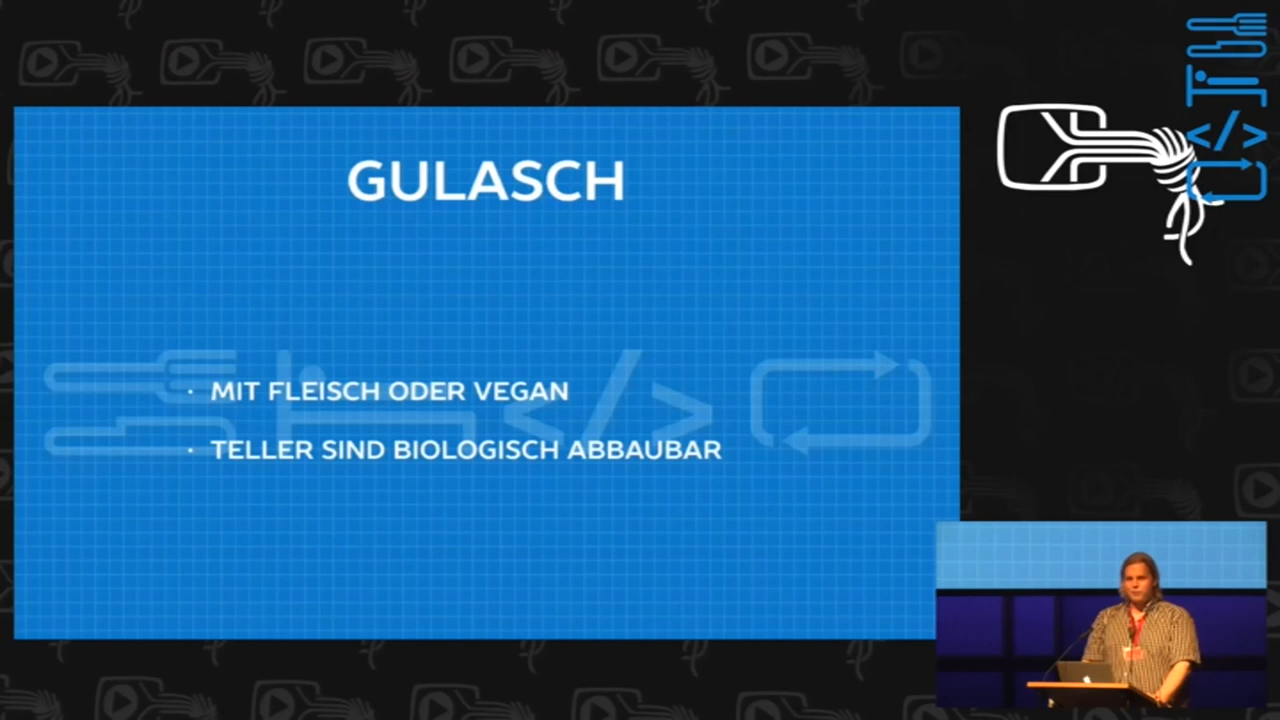 GULASCH
· MIT FLEISCH ODER VEGAN
· TELLER SIND BIOLOGISCH ABBAUBAR